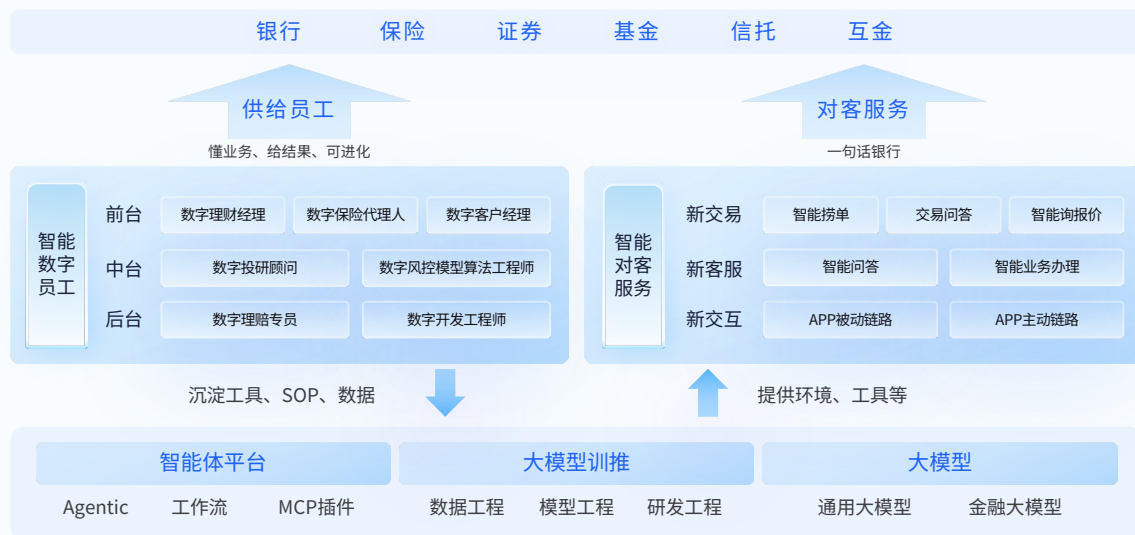 银行 保险 证券 基金 信托 互金
供给员工 对客服务
懂业务、给结果、可进化 一句话银行
智能数字员工
前台 数字理财经理 数字保险代理人 数字客户经理
中台 数字投研顾问 数字风控模型算法工程师
后台 数字理赔专员 数字开发工程师
智能对客服务
新交易 智能捞单 交易问答 智能询报价
新客服 智能问答 智能业务办理
新交互 APP被动链路 APP主动链路
沉淀工具、SOP、数据 提供环境、工具等
智能体平台 大模型训推 大模型
Agentic 工作流 MCP插件 数据工程 模型工程 研发工程 通用大模型 金融大模型